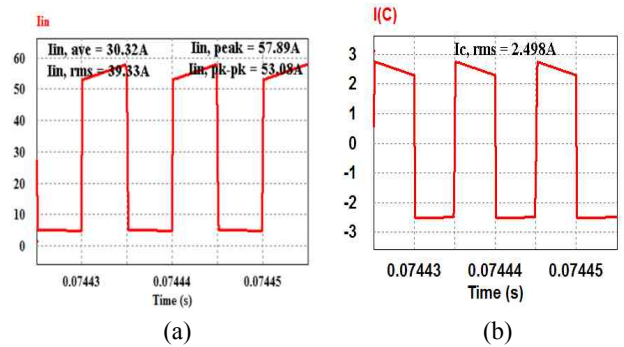 Iin
Iin, ave = 30.32A Iin, peak = 57.89A
Iin, rms = 39.33A Iin, pk-pk = 53.08A
60
50
40
30
20
10
0
0.07443 0.07444 0.07445
Time (s)
(a)
I(C)
Ic, rms = 2.498A
3
2
1
0
-1
-2
-3
0.07443 0.07444 0.07445
Time (s)
(b)